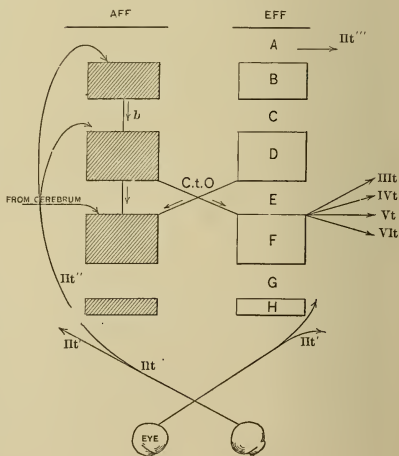 AFF
EFF
A
IIt'''
B
b
C
D
C.t.O
IIIt
IVt
FROM CEREBRUM
E
Vt
F
VIt
G
IIt''
H
IIt'
IIt
IIt'
EYE